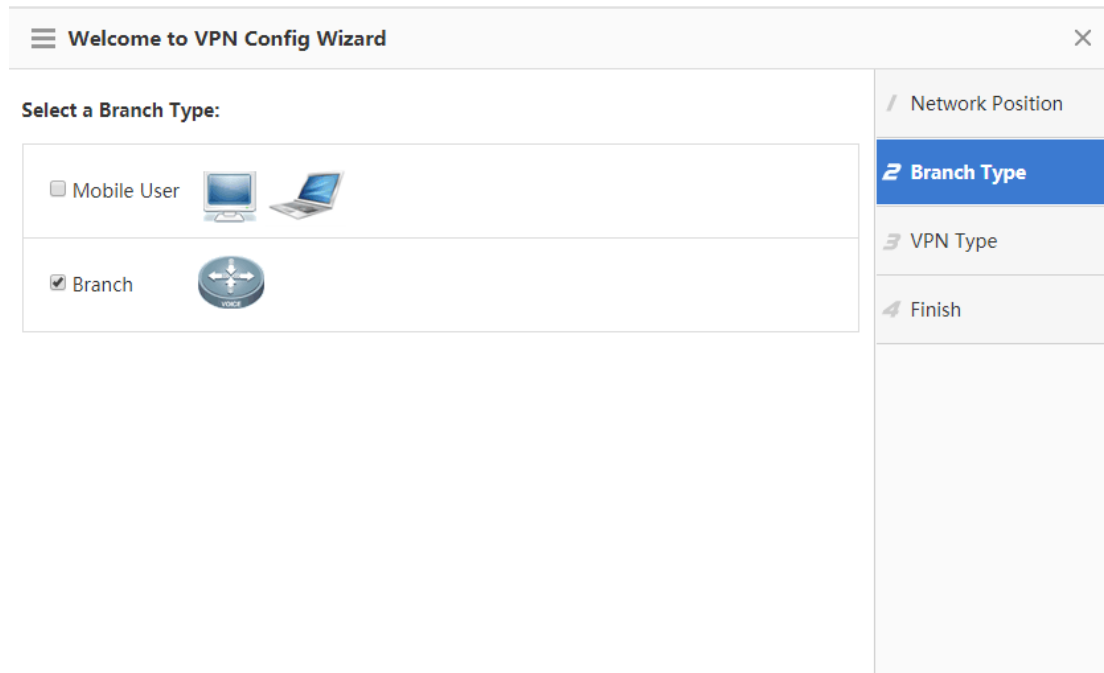 Welcome to VPN Config Wizard
Select a Branch Type:
Mobile User
Branch
VOICE
1 Network Position
2 Branch Type
3 VPN Type
4 Finish